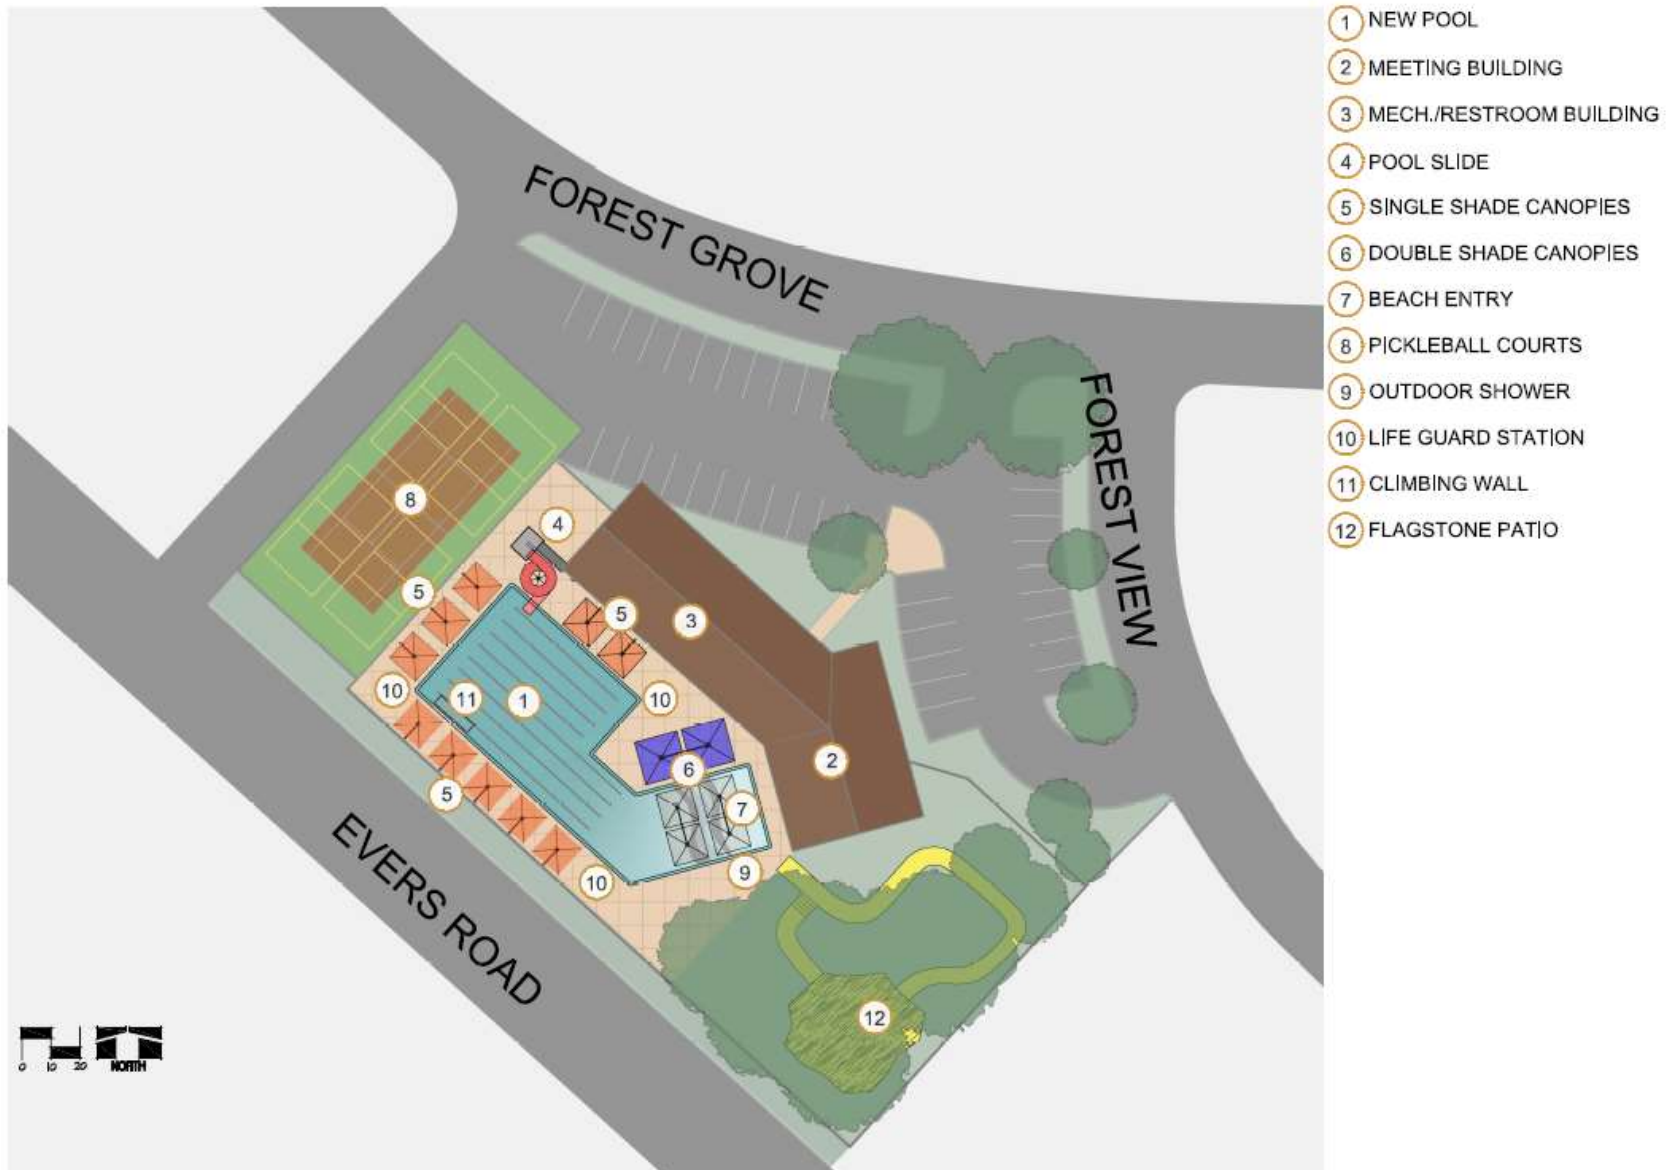 1 NEW POOL
2 MEETING BUILDING
3 MECH./RESTROOM BUILDING
4 POOL SLIDE
5 SINGLE SHADE CANOPIES
6 DOUBLE SHADE CANOPIES
7 BEACH ENTRY
8 PICKLEBALL COURTS
9 OUTDOOR SHOWER
10 LIFE GUARD STATION
11 CLIMBING WALL
12 FLAGSTONE PATIO
FOREST GROVE
FOREST VIEW
8
4
5
5
3
10
11
1
10
6
2
5
7
9
10
EVERS ROAD
12
0 10 20
NORTH